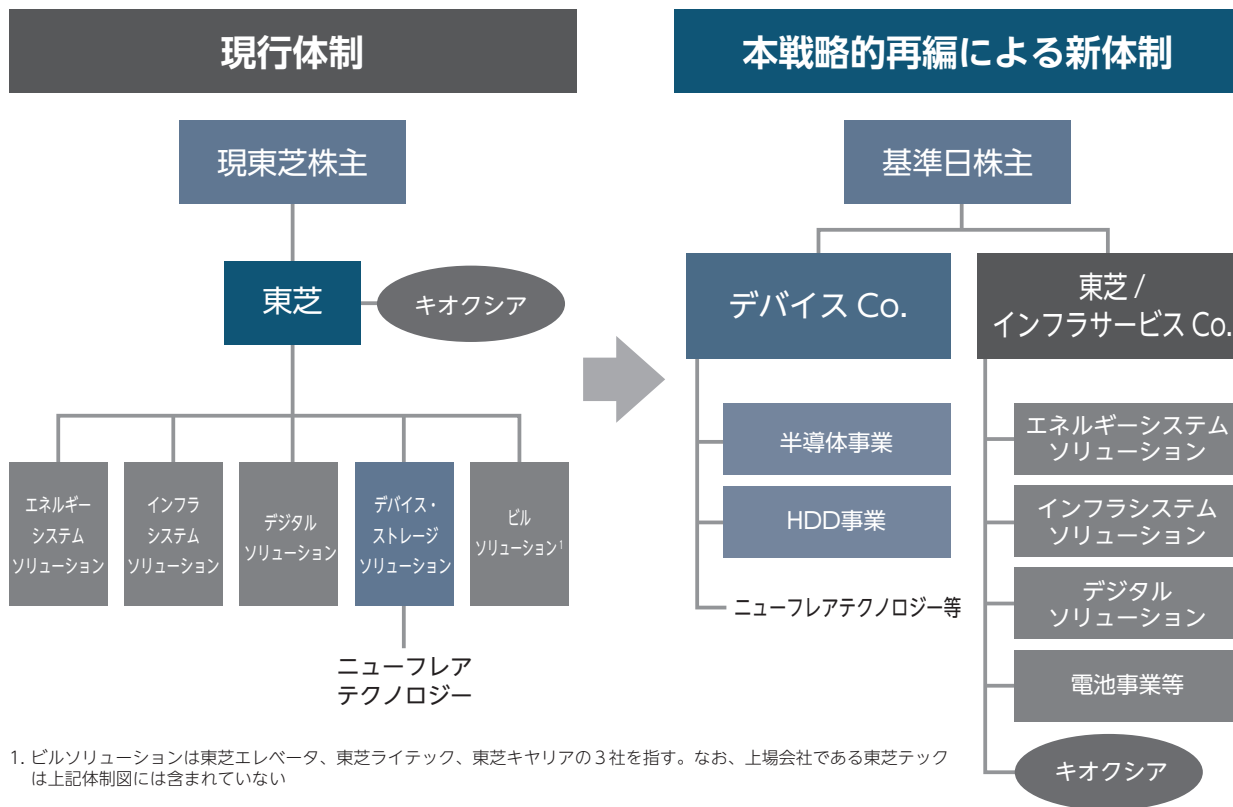 現行体制
現東芝株主
東芝
キオクシア
エネルギー
システム
ソリューション
インフラ
システム
ソリューション
デジタル
ソリューション
デバイス・
ストレージ
ソリューション
ビル
ソリューション¹
ニューフレア
テクノロジー
本戦略的再編による新体制
基準日株主
デバイス Co.
半導体事業
HDD事業
ニューフレアテクノロジー等
東芝 /
インフラサービス Co.
エネルギーシステム
ソリューション
インフラシステム
ソリューション
デジタル
ソリューション
電池事業等
キオクシア
1. ビルソリューションは東芝エレベータ、東芝ライテック、東芝キヤリアの３社を指す。なお、上場会社である東芝テック
は上記体制図には含まれていない